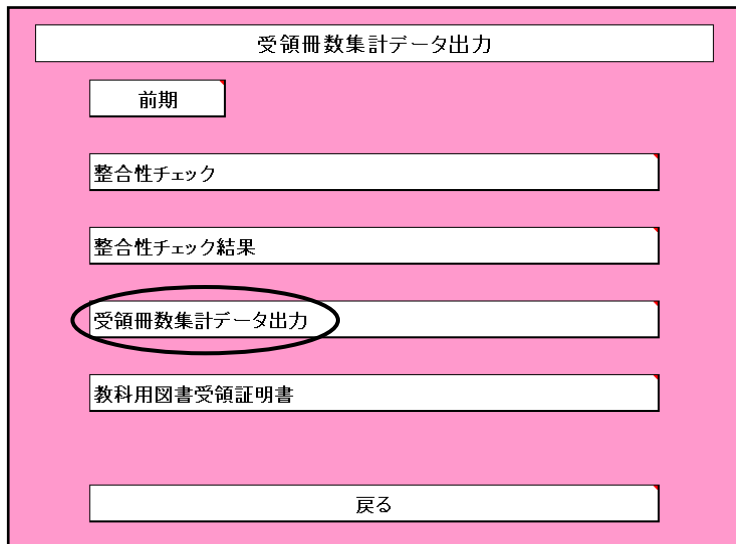 受領冊数集計データ出力
前期
整合性チェック
整合性チェック結果
受領冊数集計データ出力
教科用図書受領証明書
戻る